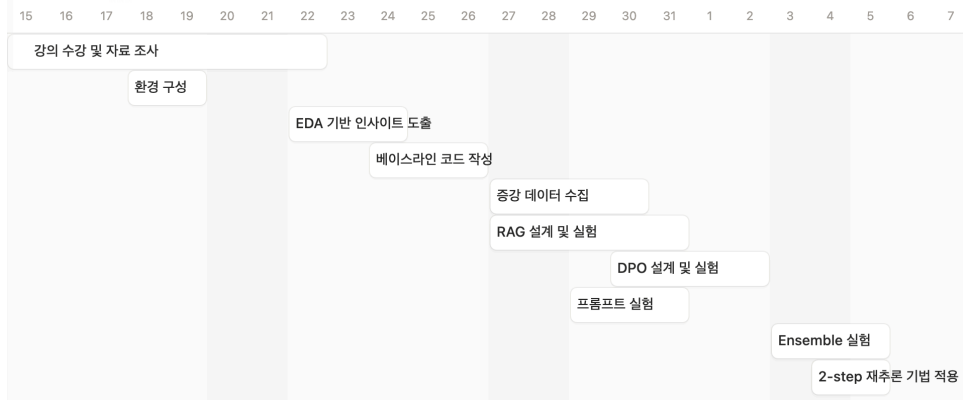 15 16 17 18 19 20 21 22 23 24 25 26 27 28 29 30 31 1 2 3 4 5 6 7
강의 수강 및 자료 조사
환경 구성
EDA 기반 인사이트 도출
베이스라인 코드 작성
증강 데이터 수집
RAG 설계 및 실험
DPO 설계 및 실험
프롬프트 실험
Ensemble 실험
2-step 재추론 기법 적용